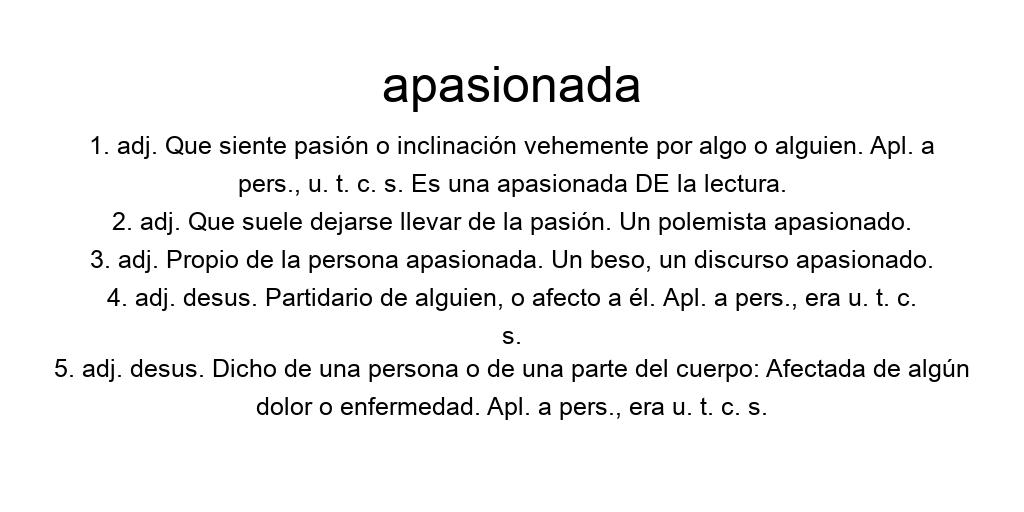 apasionada
1. adj. Que siente pasión o inclinación vehemente por algo o alguien. Apl. a
pers., u. t. c. s. Es una apasionada DE la lectura.
2. adj. Que suele dejarse llevar de la pasión. Un polemista apasionado.
3. adj. Propio de la persona apasionada. Un beso, un discurso apasionado.
4. adj. desus. Partidario de alguien, o afecto a él. Apl. a pers., era u. t. c.
s.
5. adj. desus. Dicho de una persona o de una parte del cuerpo: Afectada de algún
dolor o enfermedad. Apl. a pers., era u. t. c. s.